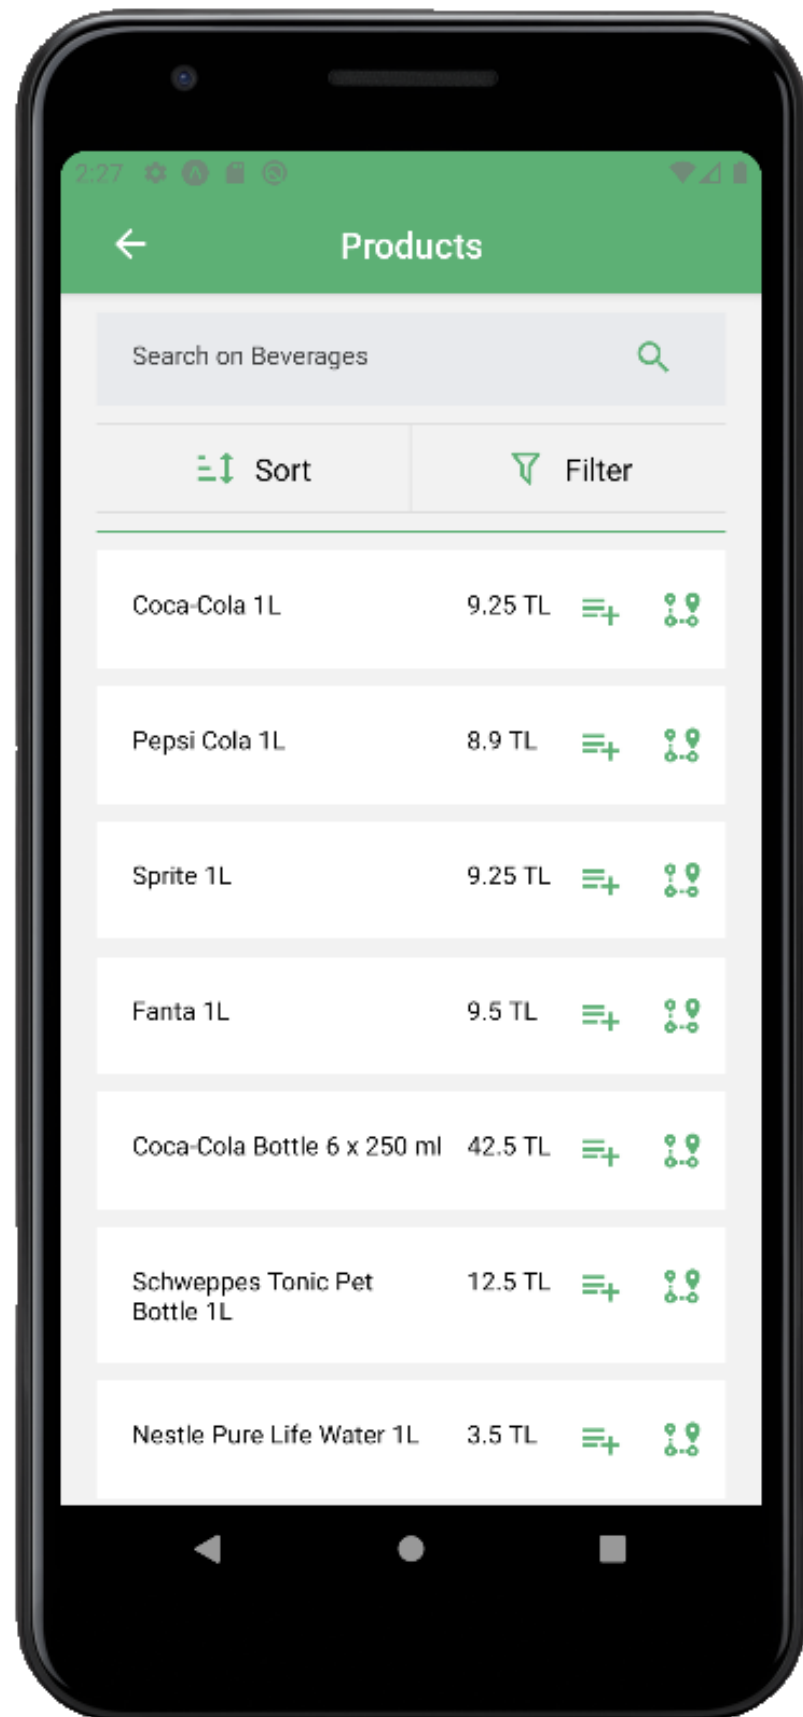 2:27
Products
Search on Beverages
Sort
Filter
Coca-Cola 1L 9.25 TL
Pepsi Cola 1L 8.9 TL
Sprite 1L 9.25 TL
Fanta 1L 9.5 TL
Coca-Cola Bottle 6 x 250 ml 42.5 TL
Schweppes Tonic Pet 12.5 TL
Bottle 1L
Nestle Pure Life Water 1L 3.5 TL